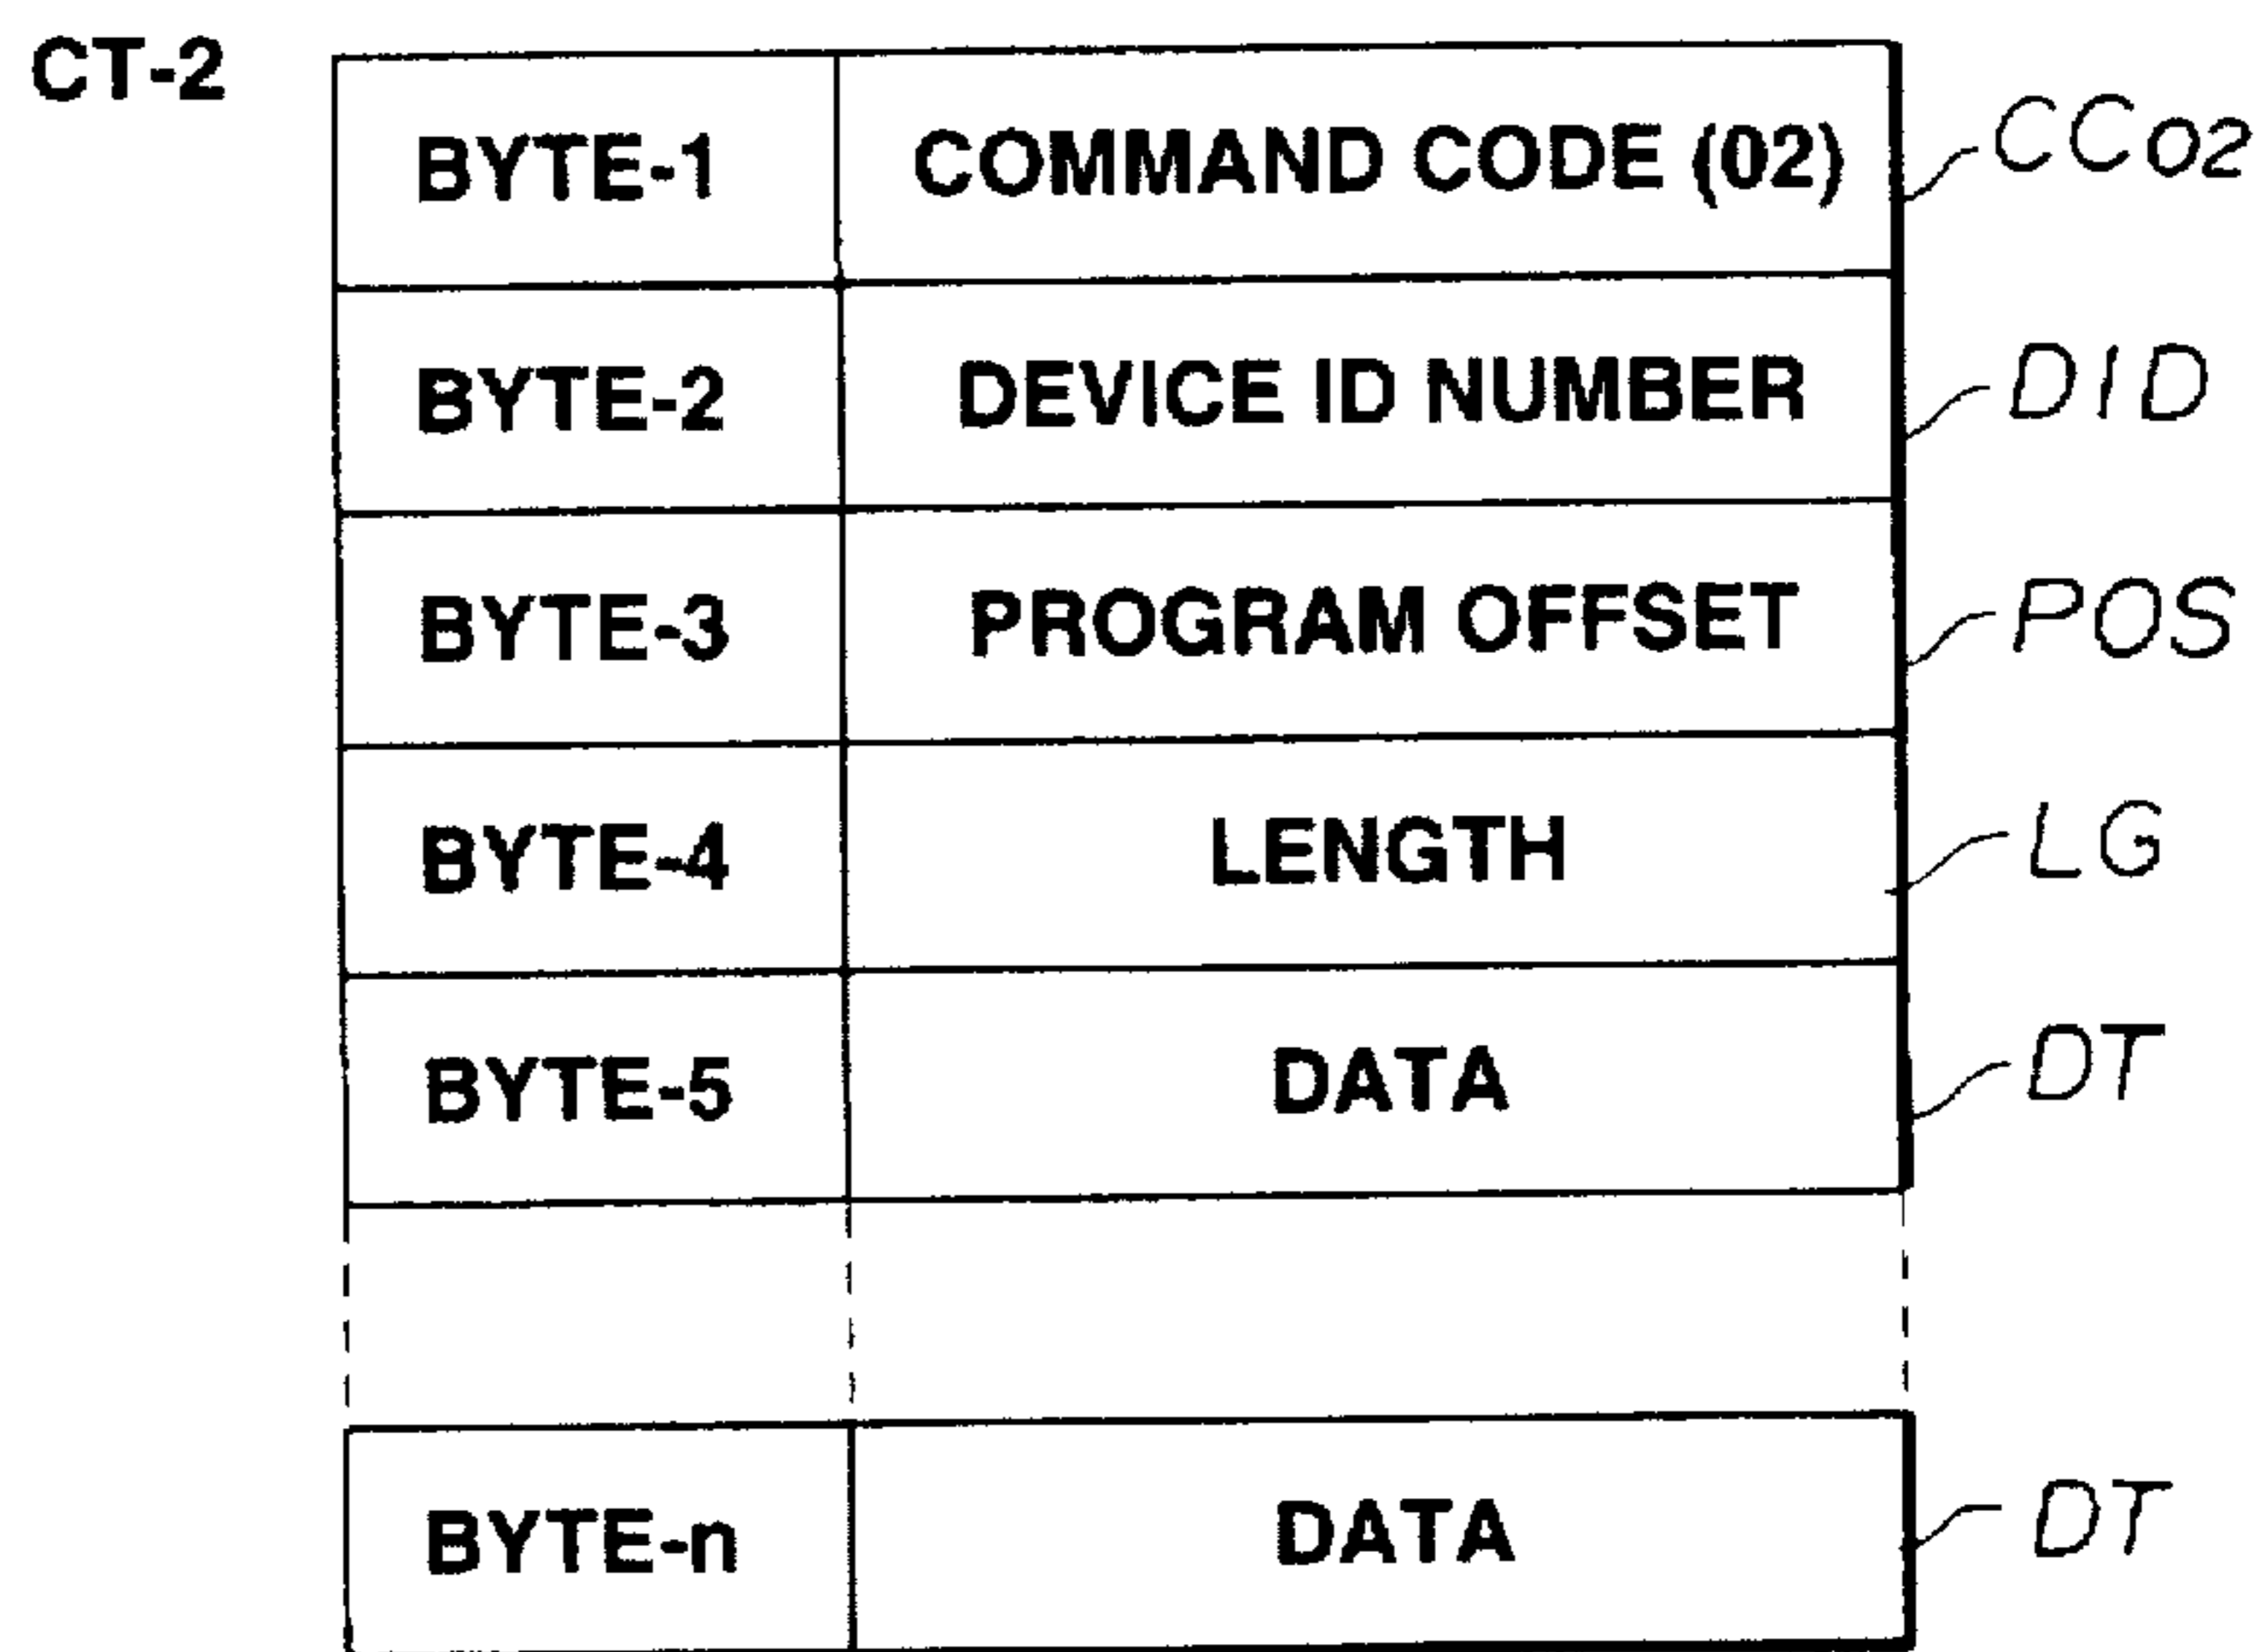 CT-2
BYTE-1 COMMAND CODE (02) CC02
BYTE-2 DEVICE ID NUMBER DID
BYTE-3 PROGRAM OFFSET POS
BYTE-4 LENGTH LG
BYTE-5 DATA DT
BYTE-n DATA DT